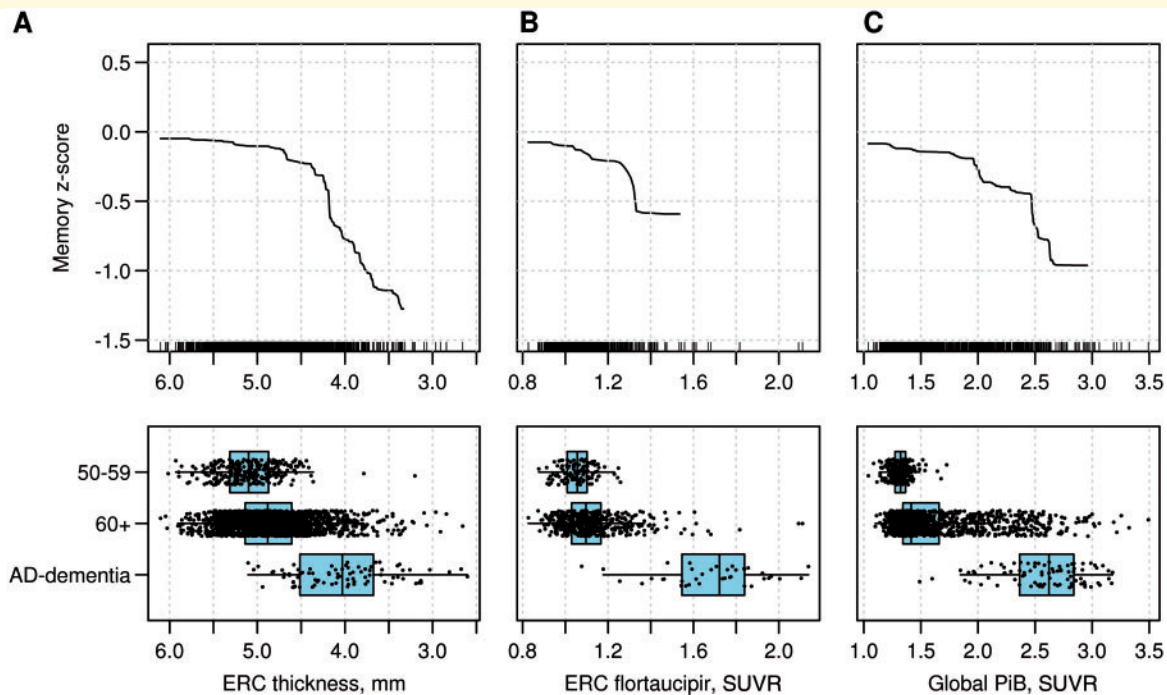 A B C
Memory z-score
0.5
0.0
-0.5
-1.0
-1.5
6.0 5.0 4.0 3.0 0.8 1.2 1.6 2.0 1.0 1.5 2.0 2.5 3.0 3.5
50-59
60+
AD-dementia
6.0 5.0 4.0 3.0 0.8 1.2 1.6 2.0 1.0 1.5 2.0 2.5 3.0 3.5
ERC thickness, mm ERC flortaucipir, SUVR Global PiB, SUVR